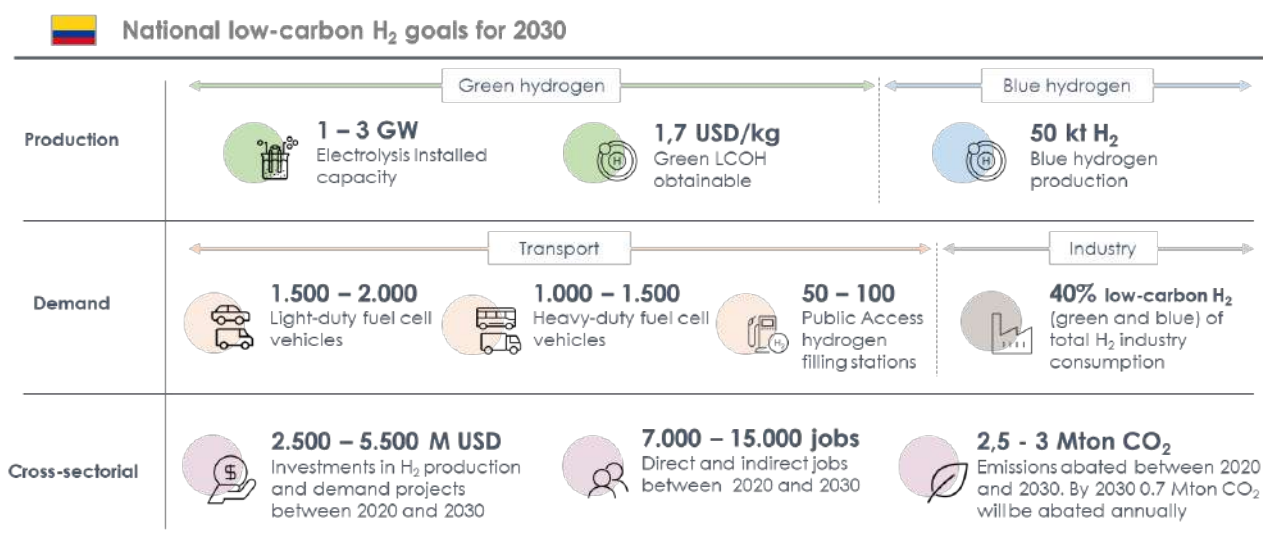 National low-carbon H₂ goals for 2030
Green hydrogen
Blue hydrogen
Production
1 – 3 GW
Electrolysis Installed
capacity
1,7 USD/kg
Green LCOH
obtainable
H
50 kt H₂
Blue hydrogen
production
H
Transport
Industry
Demand
1.500 – 2.000
Light-duty fuel cell
vehicles
1.000 – 1.500
Heavy-duty fuel cell
vehicles
50 – 100
Public Access
hydrogen
filling stations
H₂
40% low-carbon H₂
(green and blue) of
total H₂ industry
consumption
Cross-sectorial
$
2.500 – 5.500 M USD
Investments in H₂ production
and demand projects
between 2020 and 2030
7.000 – 15.000 jobs
Direct and indirect jobs
between 2020 and 2030
2,5 - 3 Mton CO₂
Emissions abated between 2020
and 2030. By 2030 0.7 Mton CO₂
will be abated annually